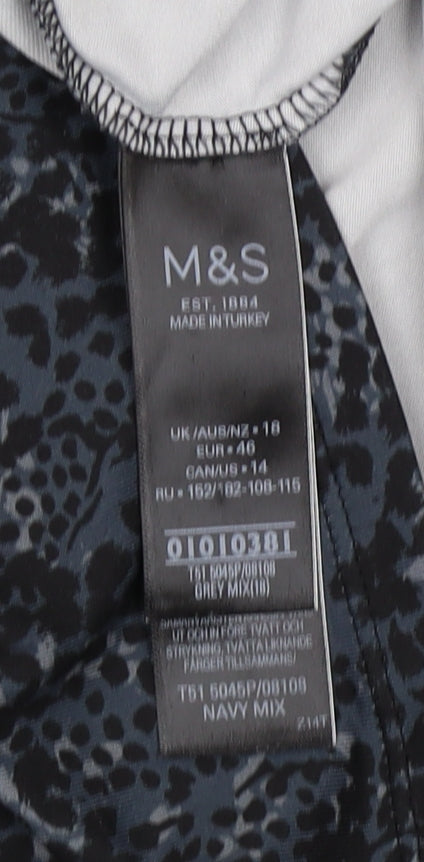 M&S
EST. 1884
MADE IN TURKEY
UK/AUS/NZ • 18
EUR • 46
CAN/US • 14
RU • 152/182-108-115
01010381
T51 5045P/08108
GREY MIX(18)
UT OCH IN FÖRE TVÄTT OCH
STRYKNING. TVÄTTA LIKNANDE
FÄRGER TILLSAMMANS/
T51 5045P/08108
NAVY MIX
Z14T